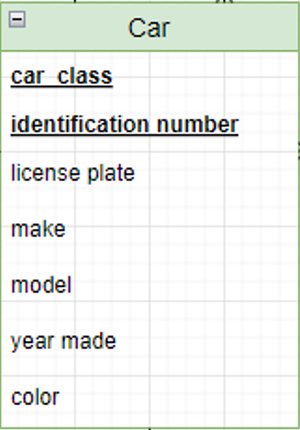 Car
car_class
identification number
license plate
make
model
year made
color